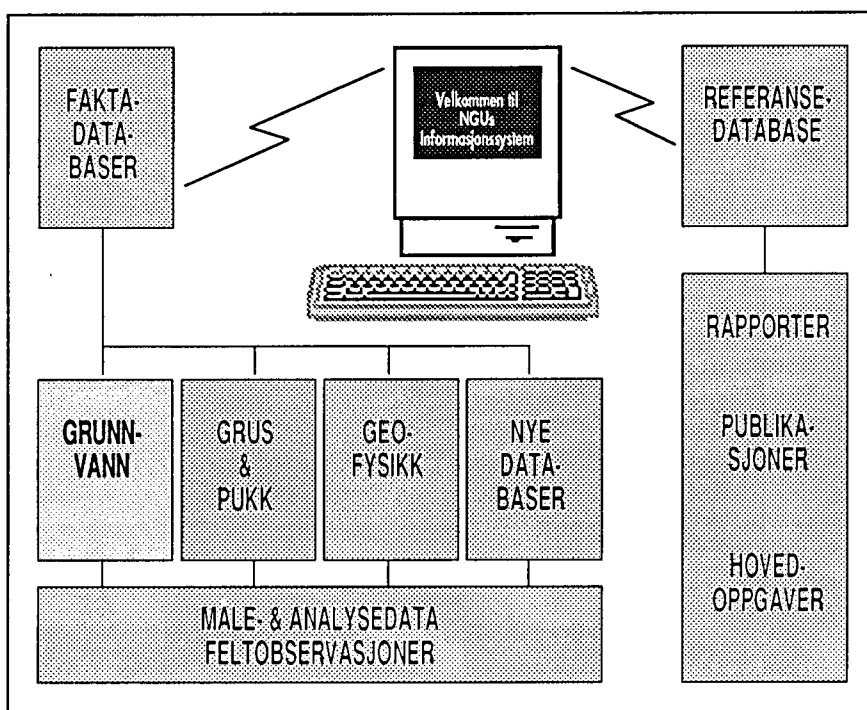 FAKTA-
DATA-
BASER
Velkommen til
NGUs
Informasjonssystem
REFERANSE-
DATABASE
GRUNN-
VANN
GRUS
&
PUKK
GEO-
FYSIKK
NYE
DATA-
BASER
MALE- & ANALYSEDATA
FELTOBSERVASJONER
RAPPORTER
PUBLIKA-
SJONER
HOVED-
OPPGAVER